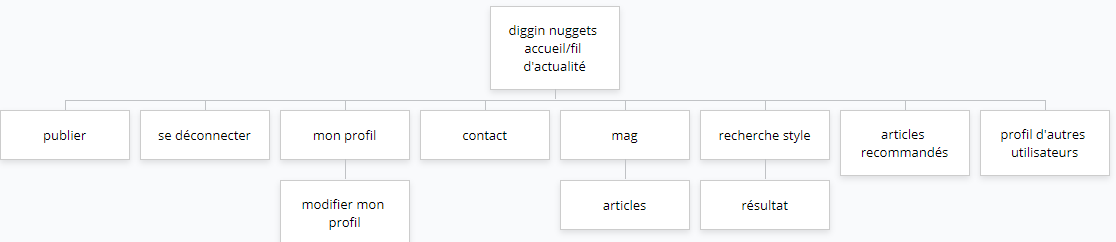 diggin nuggets
accueil/fil
d'actualité
publier
se déconnecter
mon profil
contact
mag
recherche style
articles
recommandés
profil d'autres
utilisateurs
modifier mon
profil
articles
résultat